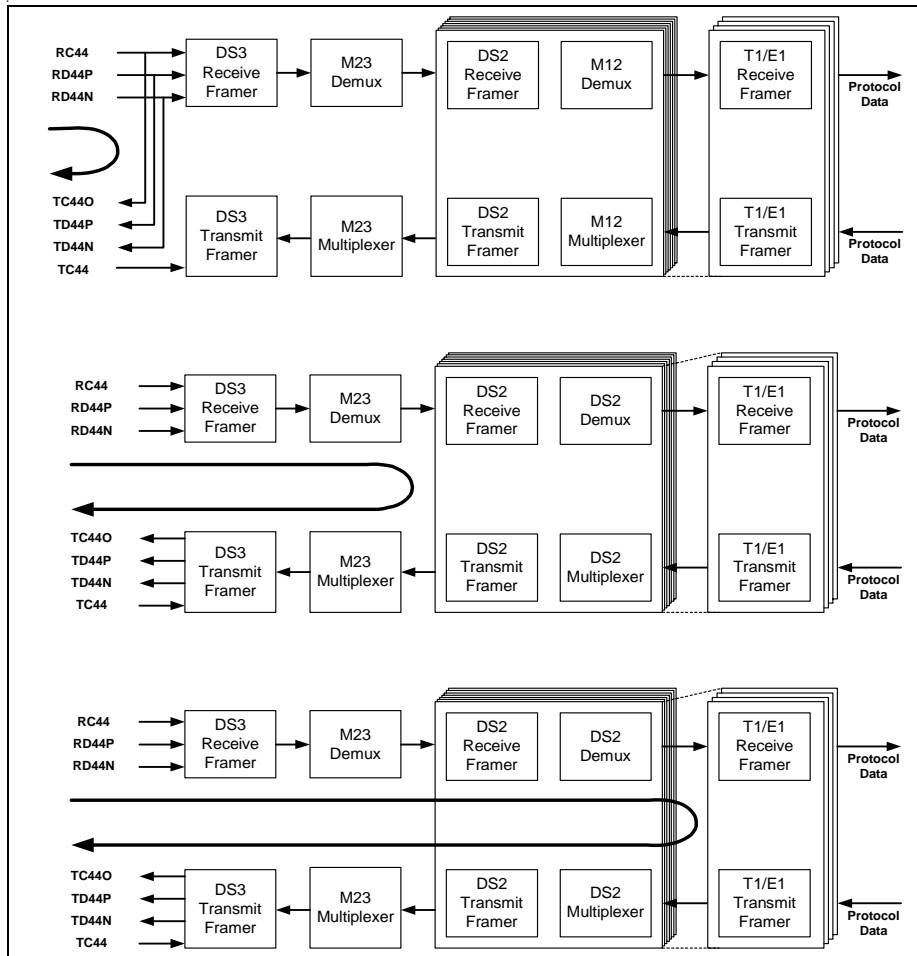 RC44
RD44P
RD44N
DS3
Receive
Framer
M23
Demux
DS2
Receive
Framer
M12
Demux
T1/E1
Receive
Framer
Protocol
Data
TC44O
TD44P
TD44N
TC44
DS3
Transmit
Framer
M23
Multiplexer
DS2
Transmit
Framer
M12
Multiplexer
T1/E1
Transmit
Framer
Protocol
Data
RC44
RD44P
RD44N
DS3
Receive
Framer
M23
Demux
DS2
Receive
Framer
DS2
Demux
T1/E1
Receive
Framer
Protocol
Data
TC44O
TD44P
TD44N
TC44
DS3
Transmit
Framer
M23
Multiplexer
DS2
Transmit
Framer
DS2
Multiplexer
T1/E1
Transmit
Framer
Protocol
Data
RC44
RD44P
RD44N
DS3
Receive
Framer
M23
Demux
DS2
Receive
Framer
DS2
Demux
T1/E1
Receive
Framer
Protocol
Data
TC44O
TD44P
TD44N
TC44
DS3
Transmit
Framer
M23
Multiplexer
DS2
Transmit
Framer
DS2
Multiplexer
T1/E1
Transmit
Framer
Protocol
Data